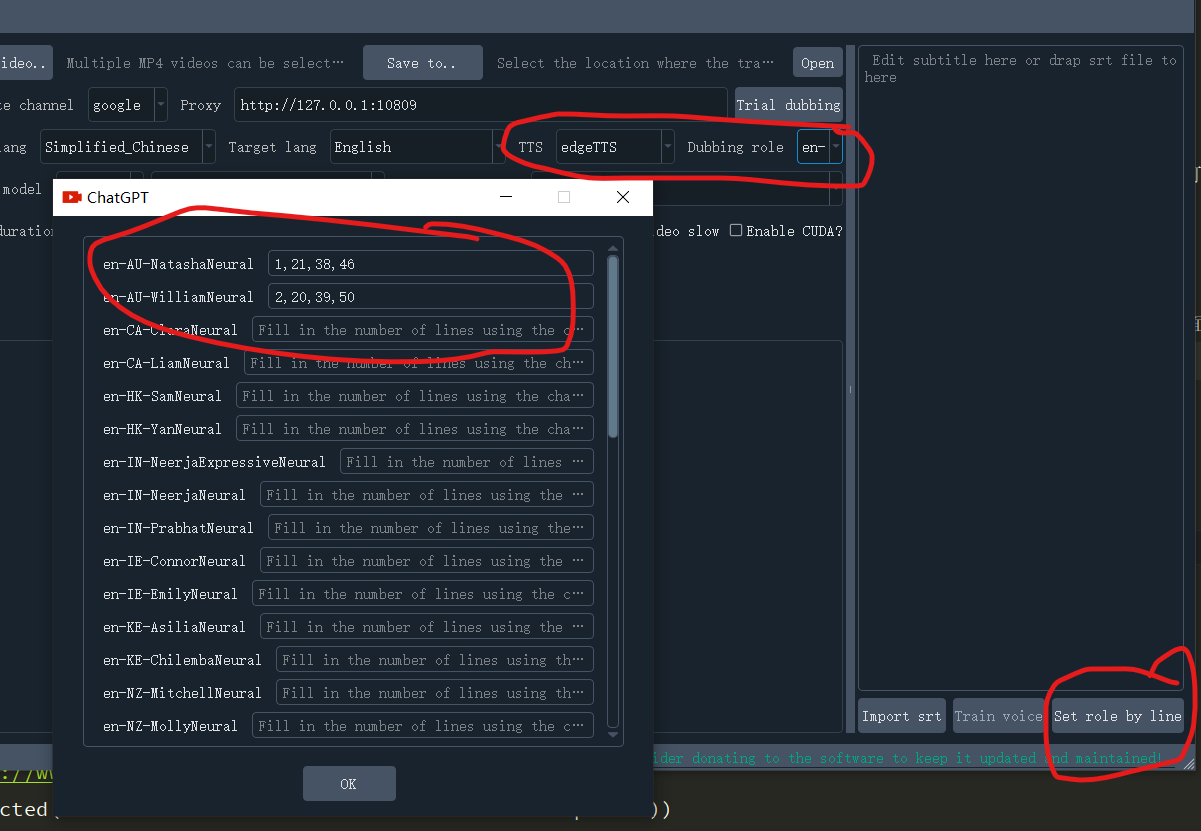 ideo.. Multiple MP4 videos can be select… Save to.. Select the location where the tra… Open
Edit subtitle here or drap srt file to
here
te channel google Proxy http://127.0.0.1:10809 Trial dubbing
ang Simplified_Chinese Target lang English TTS edgeTTS Dubbing role en-
model
ChatGPT
duration
deo slow Enable CUDA?
en-AU-NatashaNeural 1,21,38,46
en-AU-WilliamNeural 2,20,39,50
en-CA-ClaraNeural Fill in the number of lines using the c…
en-CA-LiamNeural Fill in the number of lines using the ch…
en-HK-SamNeural Fill in the number of lines using the cha…
en-HK-YanNeural Fill in the number of lines using the cha…
en-IN-NeerjaExpressiveNeural Fill in the number of lines …
en-IN-NeerjaNeural Fill in the number of lines using the …
en-IN-PrabhatNeural Fill in the number of lines using the…
en-IE-ConnorNeural Fill in the number of lines using the …
en-IE-EmilyNeural Fill in the number of lines using the c…
en-KE-AsiliaNeural Fill in the number of lines using the …
en-KE-ChilembaNeural Fill in the number of lines using th…
en-NZ-MitchellNeural Fill in the number of lines using th…
en-NZ-MollyNeural Fill in the number of lines using the c…
Import srt Train voice Set role by line
ider donating to the software to keep it updated and maintained!
://ww
OK
cted( ))